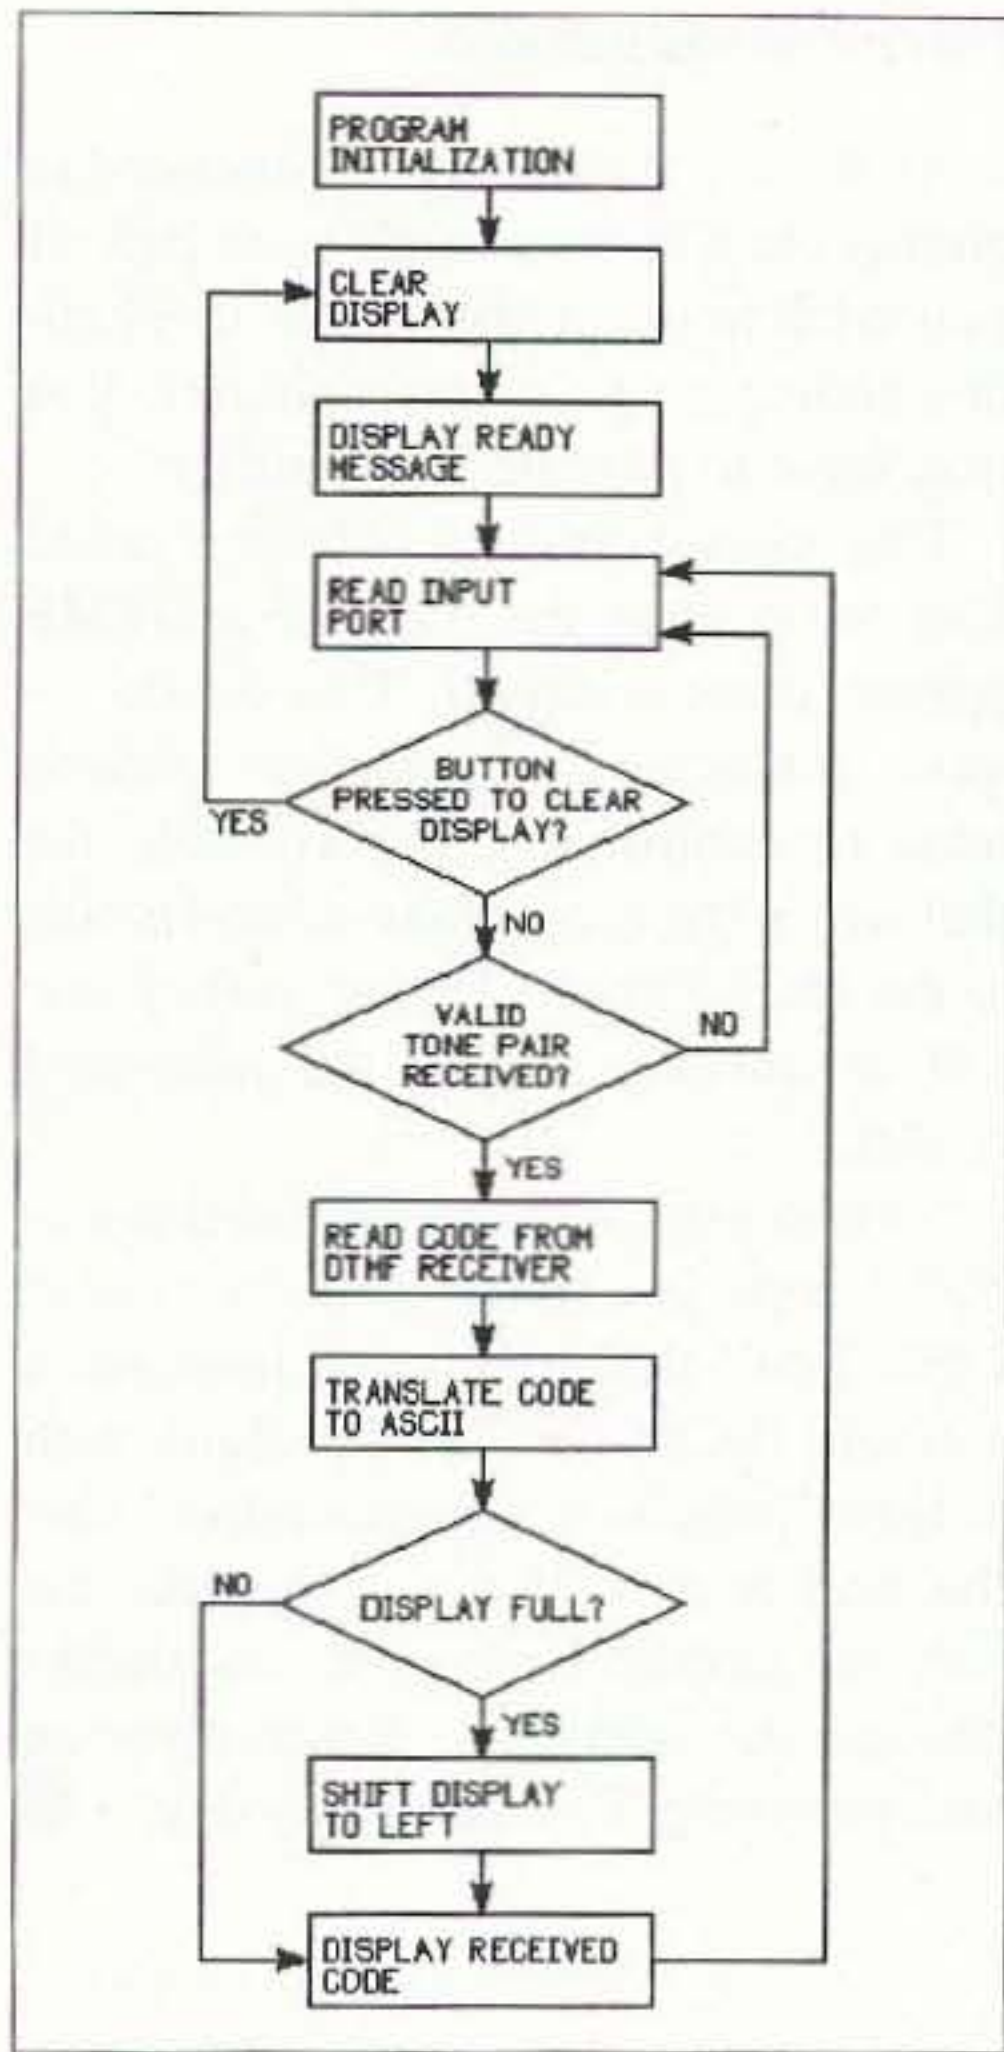 PROGRAM
INITIALIZATION
CLEAR
DISPLAY
DISPLAY READY
MESSAGE
READ INPUT
PORT
BUTTON
PRESSED TO CLEAR
DISPLAY?
YES
NO
VALID
TONE PAIR
RECEIVED?
NO
YES
READ CODE FROM
DTMF RECEIVER
TRANSLATE CODE
TO ASCII
NO
DISPLAY FULL?
YES
SHIFT DISPLAY
TO LEFT
DISPLAY RECEIVED
CODE